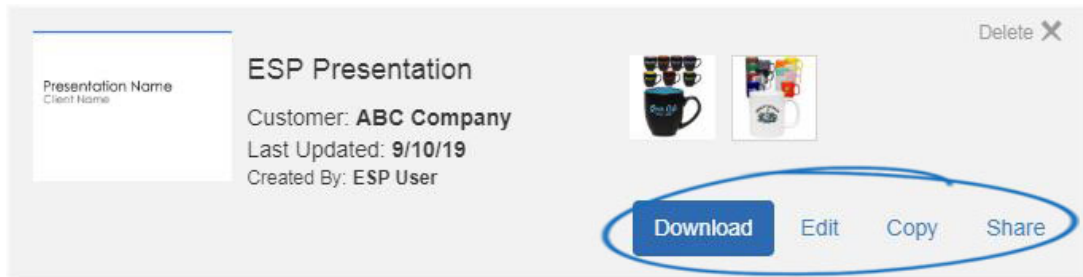 Delete X
Presentation Name
Client Name
ESP Presentation
Customer: ABC Company
Last Updated: 9/10/19
Created By: ESP User
Download Edit Copy Share